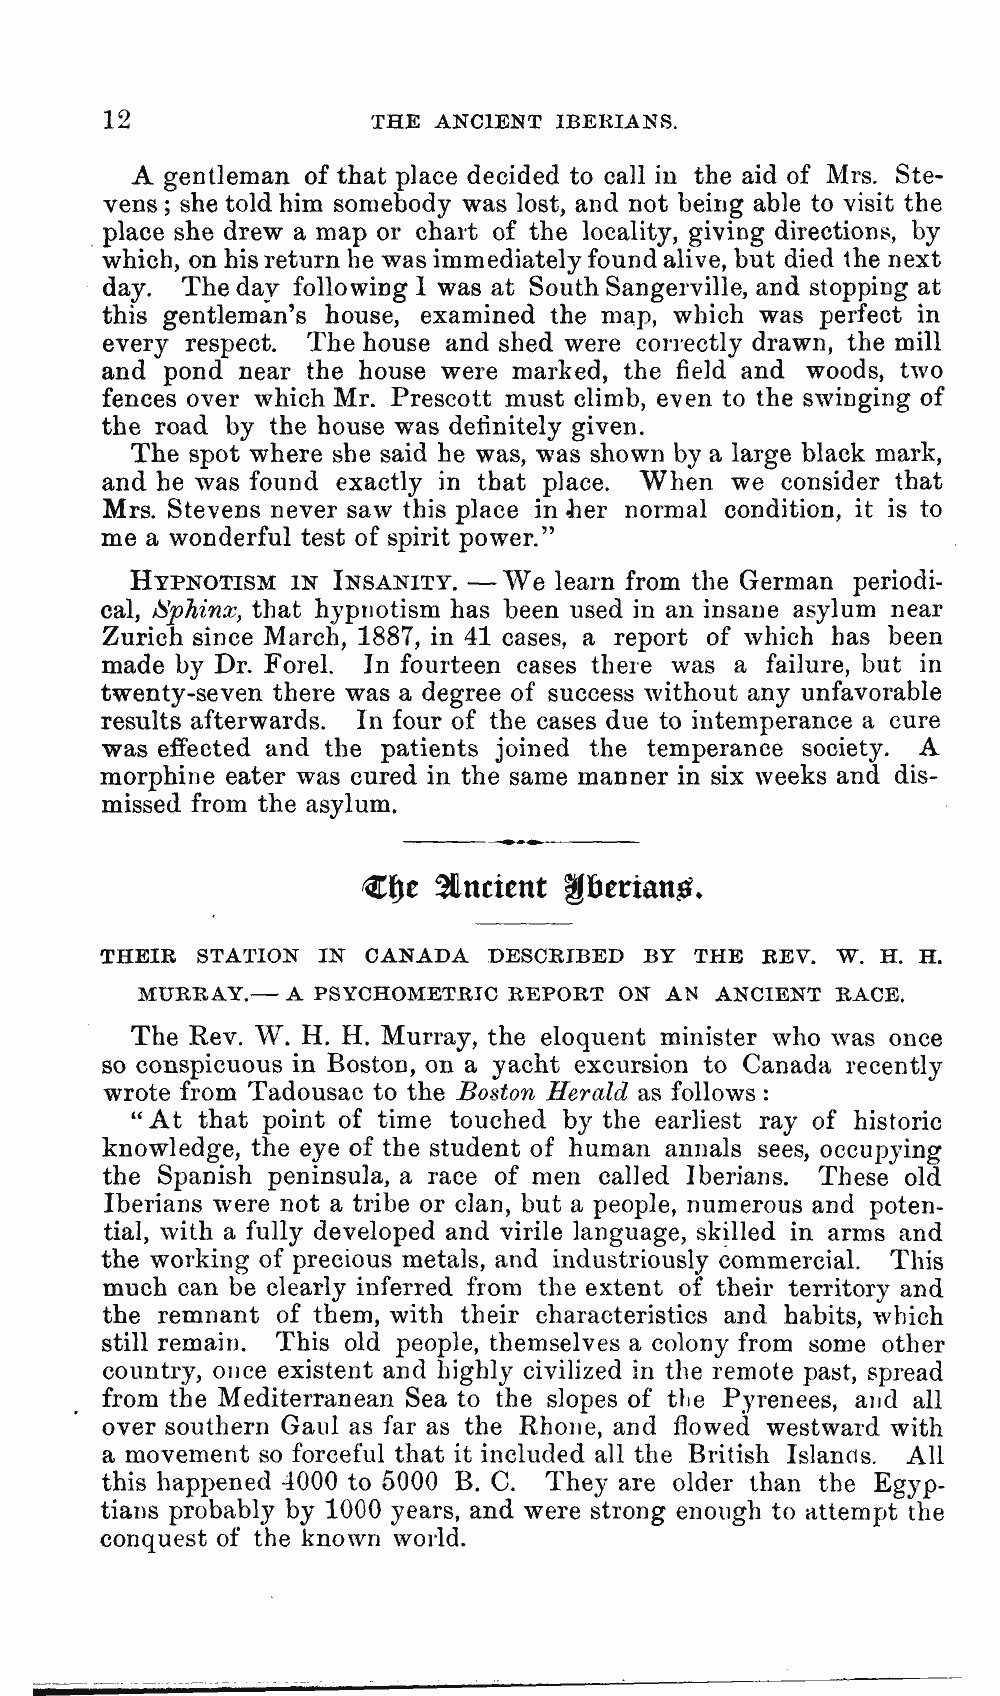 12 THE ANC1ENT IBERIANS.
A gentleman of that place decided to call in the aid of Mrs. Ste-
vens; she told him somebody was lost, and not being able to visit the
place she drew a map or chart of the locality, giving directions, by
which, on his return he was immediately found alive, but died the next
day. The day following I was at South Sangerville, and stopping at
this gentleman's house, examined the map, which was perfect in
every respect. The house and shed were correctly drawn, the mill
and pond near the house were marked, the field and woods, two
fences over which Mr. Prescott must climb, even to the swinging of
the road by the house was definitely given.
The spot where she said he was, was shown by a large black mark,
and he was found exactly in that place. When we consider that
Mrs. Stevens never saw this place in her normal condition, it is to
me a wonderful test of spirit power."
HYPNOTISM IN INSANITY. — We learn from the German periodi-
cal, Sphinx, that hypnotism has been used in an insane asylum near
Zurich since March, 1887, in 41 cases, a report of which has been
made by Dr. Forel. In fourteen cases there was a failure, but in
twenty-seven there was a degree of success without any unfavorable
results afterwards. In four of the cases due to intemperance a cure
was effected and the patients joined the temperance society. A
morphine eater was cured in the same manner in six weeks and dis-
missed from the asylum.
The Ancient Iberians.
THEIR STATION IN CANADA DESCRIBED BY THE REV. W. H. H.
MURRAY.— A PSYCHOMETRIC REPORT ON AN ANCIENT RACE.
The Rev. W. H. H. Murray, the eloquent minister who was once
so conspicuous in Boston, on a yacht excursion to Canada recently
wrote from Tadousac to the Boston Herald as follows:
"At that point of time touched by the earliest ray of historic
knowledge, the eye of the student of human annals sees, occupying
the Spanish peninsula, a race of men called Iberians. These old
Iberians were not a tribe or clan, but a people, numerous and poten-
tial, with a fully developed and virile language, skilled in arms and
the working of precious metals, and industriously commercial. This
much can be clearly inferred from the extent of their territory and
the remnant of them, with their characteristics and habits, which
still remain. This old people, themselves a colony from some other
country, once existent and highly civilized in the remote past, spread
from the Mediterranean Sea to the slopes of the Pyrenees, and all
over southern Gaul as far as the Rhone, and flowed westward with
a movement so forceful that it included all the British Islands. All
this happened 4000 to 5000 B. C. They are older than the Egyp-
tians probably by 1000 years, and were strong enough to attempt the
conquest of the known world.